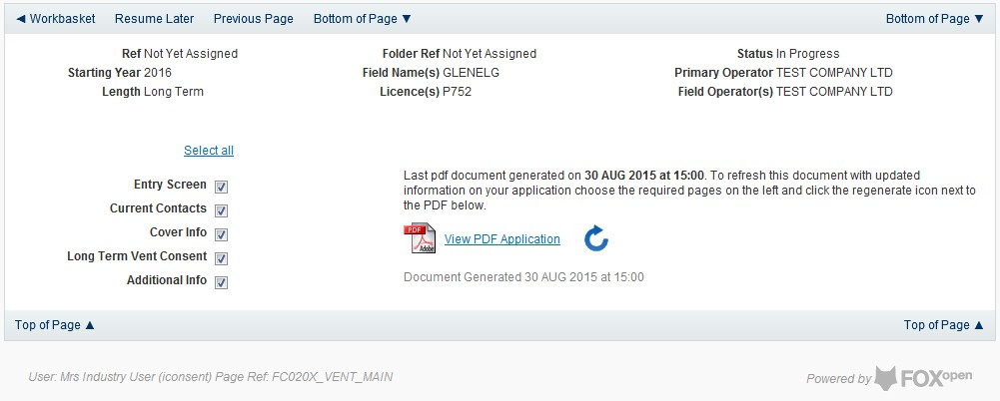 ◄ Workbasket Resume Later Previous Page Bottom of Page ▼ Bottom of Page ▼
Ref Not Yet Assigned Folder Ref Not Yet Assigned Status In Progress
Starting Year 2016 Field Name(s) GLENELG Primary Operator TEST COMPANY LTD
Length Long Term Licence(s) P752 Field Operator(s) TEST COMPANY LTD
Select all
Entry Screen
Current Contacts
Cover Info
Long Term Vent Consent
Additional Info
Last pdf document generated on 30 AUG 2015 at 15:00. To refresh this document with updated
information on your application choose the required pages on the left and click the regenerate icon next to
the PDF below.
PDF Adobe View PDF Application
Document Generated 30 AUG 2015 at 15:00
Top of Page ▲ Top of Page ▲
User: Mrs Industry User (iconsent) Page Ref: FC020X_VENT_MAIN
Powered by FOXopen